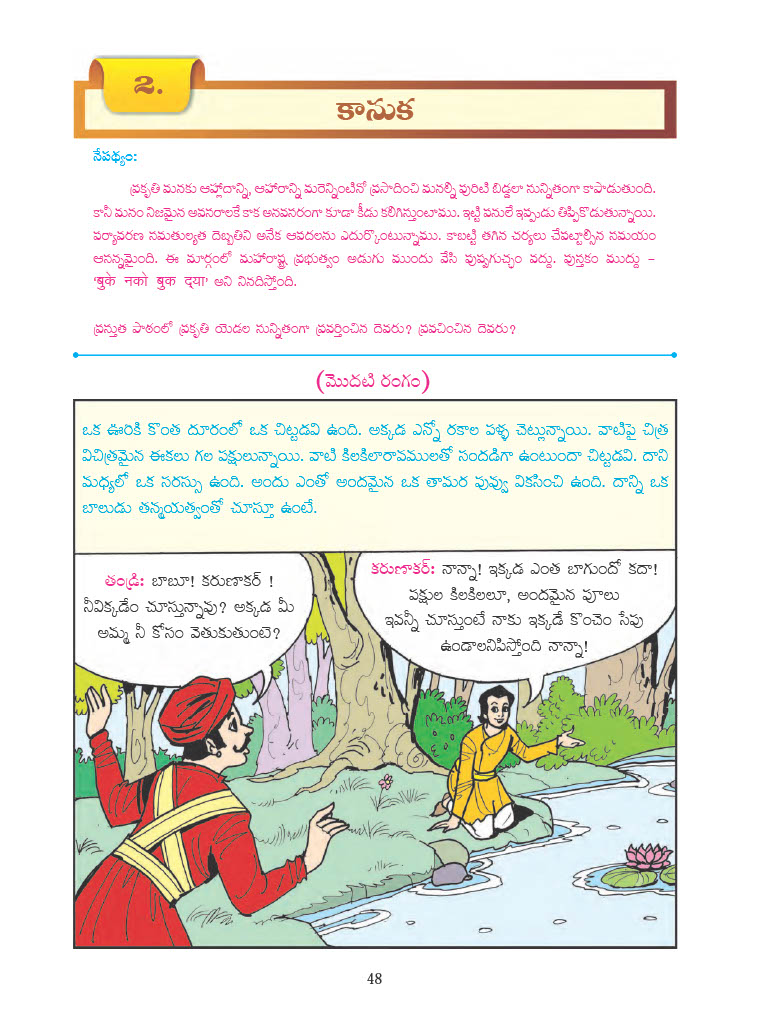 2.
కానుక
నేపథ్యం:
ప్రకృతి మనకు ఆహ్లాదాన్ని, ఆహారాన్ని మరెన్నింటినో ప్రసాదించి మనల్ని పురిటి బిడ్డలా సున్నితంగా కాపాడుతుంది.
కానీ మనం నిజమైన అవసరాలకే కాక అనవసరంగా కూడా కీడు కలిగిస్తుంటాము. ఇట్టి పనులే ఇప్పుడు తిప్పికొడుతున్నాయి.
పర్యావరణ సమతుల్యత దెబ్బతిని అనేక ఆపదలను ఎదుర్కొంటున్నాము. కాబట్టి తగిన చర్యలు చేపట్టాల్సిన సమయం
ఆసన్నమైంది. ఈ మార్గంలో మహారాష్ట్ర ప్రభుత్వం అడుగు ముందు వేసి పుష్పగుచ్ఛం వద్దు. పుస్తకం ముద్దు –
'बुके नको बुक द्‌या' అని నినదిస్తోంది.
ప్రస్తుత పాఠంలో ప్రకృతి యెడల సున్నితంగా ప్రవర్తించిన దెవరు? ప్రవచించిన దెవరు?
(మొదటి రంగం)
ఒక ఊరికి కొంత దూరంలో ఒక చిట్టడవి ఉంది. అక్కడ ఎన్నో రకాల పళ్ళ చెట్లున్నాయి. వాటిపై చిత్ర
విచిత్రమైన ఈకలు గల పక్షులున్నాయి. వాటి కిలకిలారావములతో సందడిగా ఉంటుందా చిట్టడవి. దాని
మధ్యలో ఒక సరస్సు ఉంది. అందు ఎంతో అందమైన ఒక తామర పువ్వు వికసించి ఉంది. దాన్ని ఒక
బాలుడు తన్మయత్వంతో చూస్తూ ఉంటే.
తండ్రి: బాబూ! కరుణాకర్ !
నీవిక్కడేం చూస్తున్నావు? అక్కడ మీ
అమ్మ నీ కోసం వెతుకుతుంటె?
కరుణాకర్: నాన్నా! ఇక్కడ ఎంత బాగుందో కదా!
పక్షుల కిలకిలలూ, అందమైన పూలు
ఇవన్నీ చూస్తుంటే నాకు ఇక్కడే కొంచెం సేపు
ఉండాలనిపిస్తోంది నాన్నా!
48